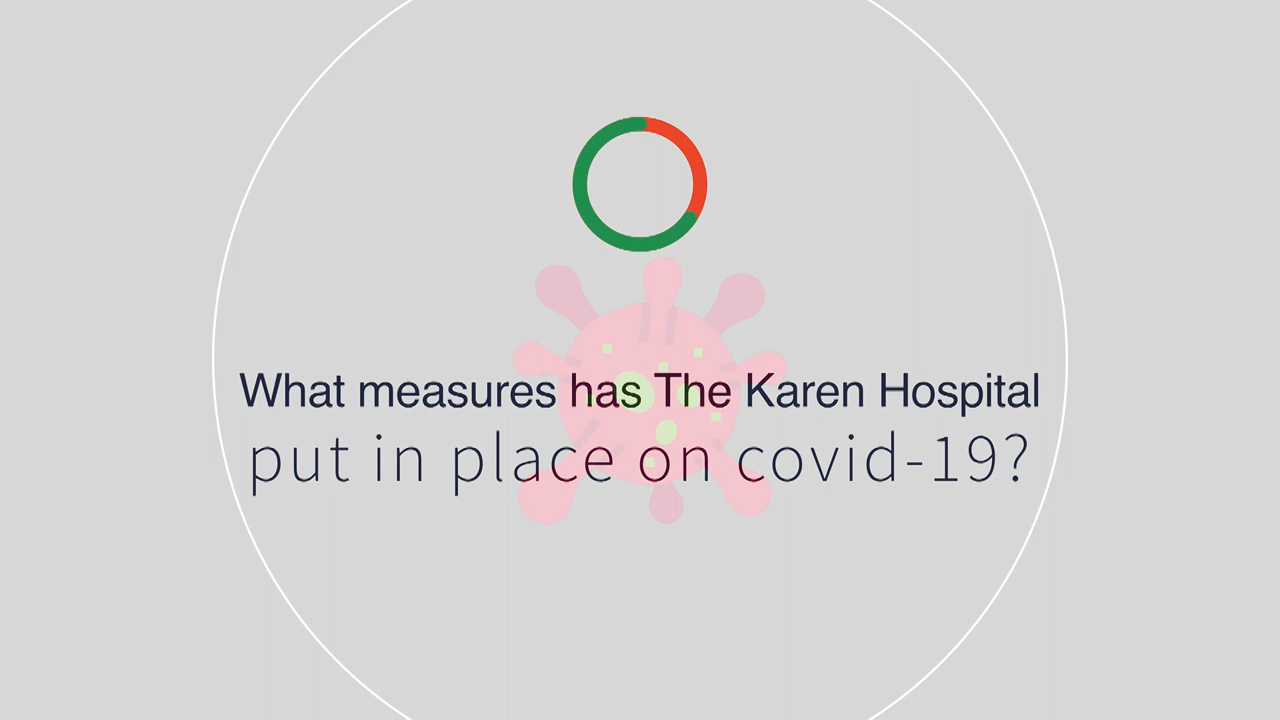 What measures has The Karen Hospital
put in place on covid-19?